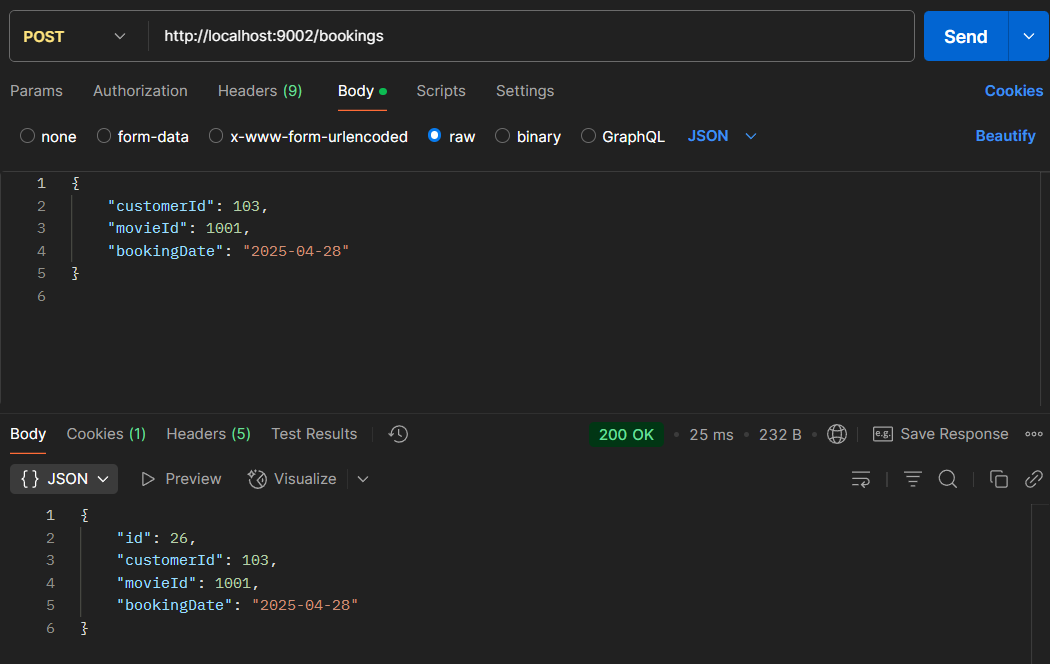 POST http://localhost:9002/bookings Send
Params Authorization Headers (9) Body Scripts Settings Cookies
none form-data x-www-form-urlencoded raw binary GraphQL JSON Beautify
1 {
2 "customerId": 103,
3 "movieId": 1001,
4 "bookingDate": "2025-04-28"
5 }
6
Body Cookies (1) Headers (5) Test Results 200 OK 25 ms 232 B e.g. Save Response
{} JSON Preview Visualize
1 {
2 "id": 26,
3 "customerId": 103,
4 "movieId": 1001,
5 "bookingDate": "2025-04-28"
6 }